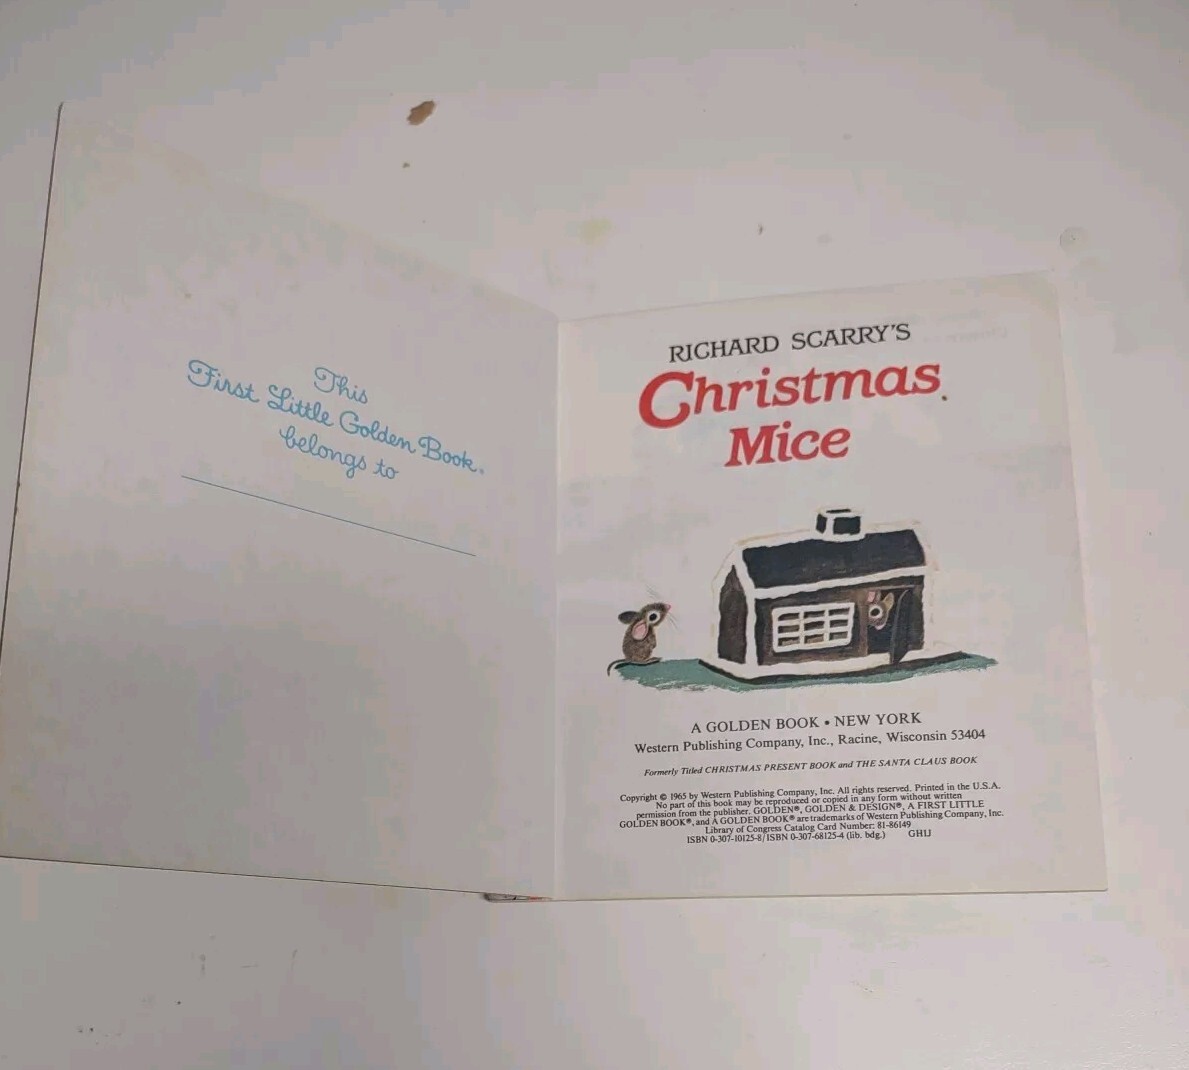 This
First Little Golden Book®
belongs to
RICHARD SCARRY'S
Christmas
Mice
A GOLDEN BOOK • NEW YORK
Western Publishing Company, Inc., Racine, Wisconsin 53404
Formerly Titled CHRISTMAS PRESENT BOOK and THE SANTA CLAUS BOOK
Copyright © 1965 by Western Publishing Company, Inc. All rights reserved. Printed in the U.S.A.
No part of this book may be reproduced or copied in any form without written
permission from the publisher. GOLDEN®, GOLDEN & DESIGN®, A FIRST LITTLE
GOLDEN BOOK®, and A GOLDEN BOOK® are trademarks of Western Publishing Company, Inc.
Library of Congress Catalog Card Number: 81-86149
ISBN 0-307-10125-8/ ISBN 0-307-68125-4 (lib. bdg.) GHIJ